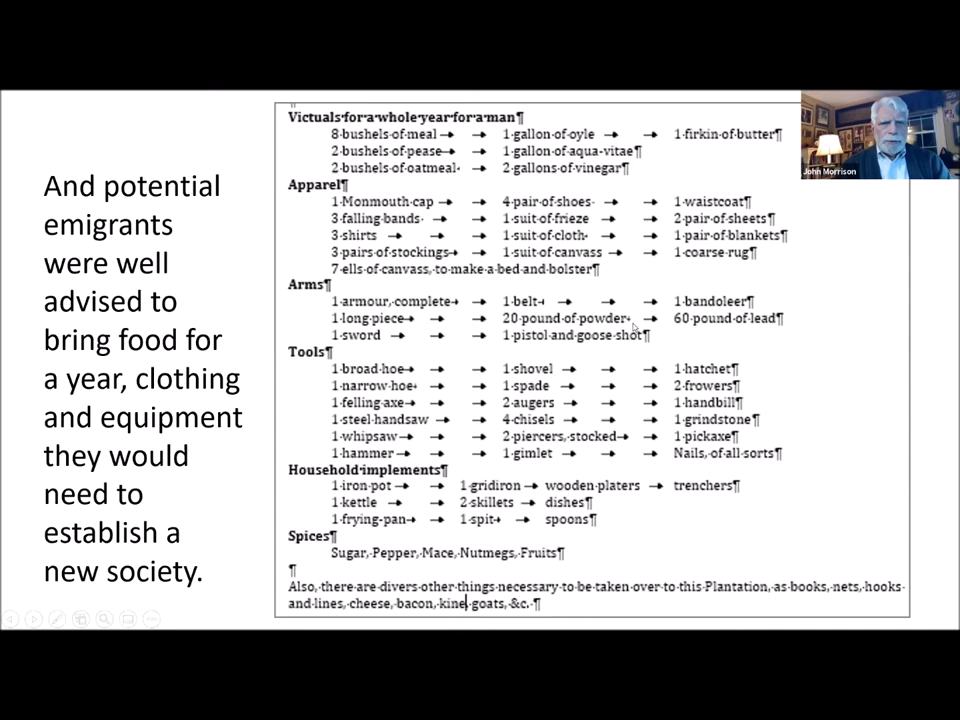 And potential
emigrants
were well
advised to
bring food for
a year, clothing
and equipment
they would
need to
establish a
new society.
¶
Victuals·for·a·whole·year·for·a·man¶
8·bushels·of·meal → → 1·gallon·of·oyle → → 1·firkin·of·butter¶
2·bushels·of·pease → → 1·gallon·of·aqua-vitae¶
2·bushels·of·oatmeal· → 2·gallons·of·vinegar¶
Apparel¶
1·Monmouth·cap → → 4·pair·of·shoes· → → 1·waistcoat¶
3·falling·bands· → → 1·suit·of·frieze → → 2·pair·of·sheets¶
3·shirts → → → 1·suit·of·cloth· → → 1·pair·of·blankets¶
3·pairs·of·stockings → → 1·suit·of·canvass → → 1·coarse·rug¶
7·ells·of·canvass,·to·make·a·bed·and·bolster¶
Arms¶
1·armour,·complete → → 1·belt → → → → 1·bandoleer¶
1·long·piece → → → 20·pound·of·powder → → 60·pound·of·lead¶
1·sword → → → 1·pistol·and·goose·shot¶
Tools¶
1·broad·hoe → → → 1·shovel → → → 1·hatchet¶
1·narrow·hoe → → → 1·spade → → → 2·frowers¶
1·felling·axe → → → 2·augers → → → 1·handbill¶
1·steel·handsaw → → 4·chisels → → → 1·grindstone¶
1·whipsaw → → → 2·piercers,·stocked → → 1·pickaxe¶
1·hammer → → → 1·gimlet → → → Nails,·of·all·sorts¶
Household·implements¶
1·iron·pot → → 1·gridiron → wooden·platers → trenchers¶
1·kettle → → 2·skillets → dishes¶
1·frying-pan → → 1·spit → → spoons¶
Spices¶
Sugar,·Pepper,·Mace,·Nutmegs,·Fruits¶
¶
Also,·there·are·divers·other·things·necessary·to·be·taken·over·to·this·Plantation,·as·books,·nets,·hooks·
and·lines,·cheese,·bacon,·kine,·goats,·&c.·¶
John Morrison